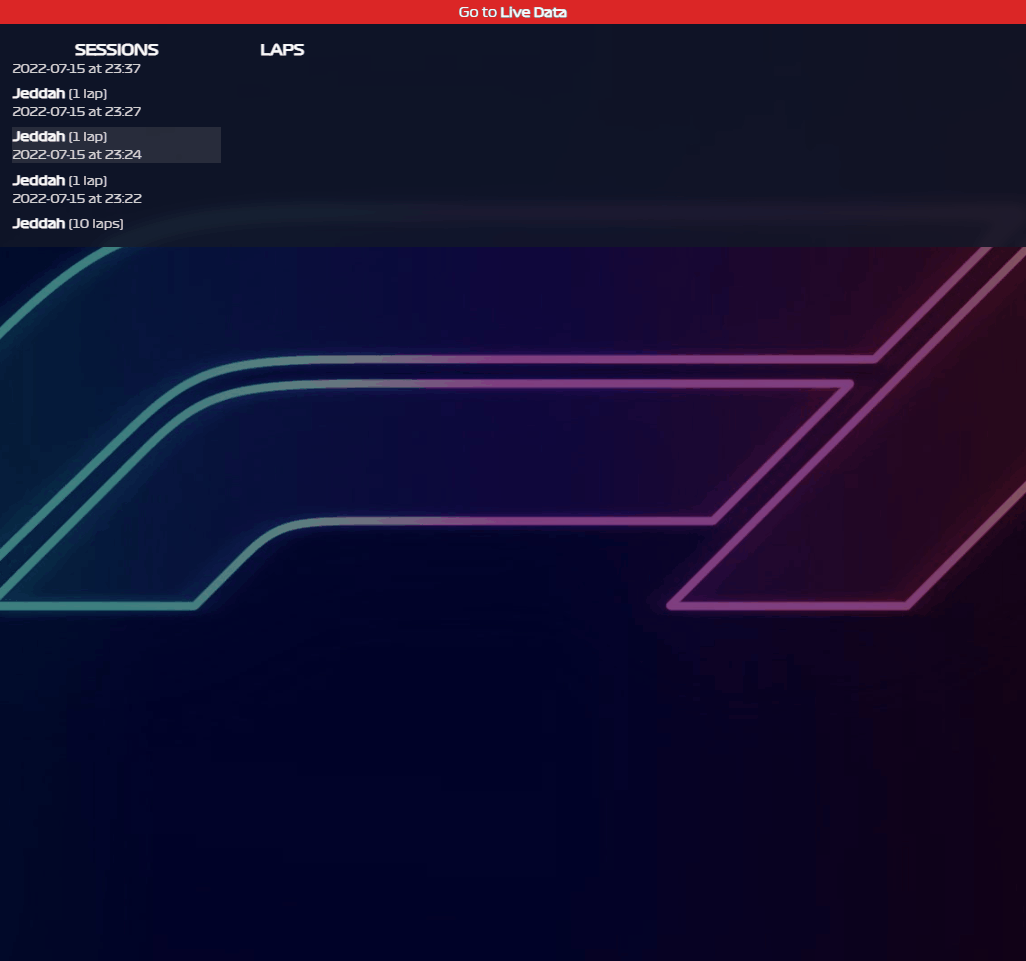 Go to Live Data
SESSIONS
LAPS
2022-07-15 at 23:37
Jeddah (1 lap)
2022-07-15 at 23:27
Jeddah (1 lap)
2022-07-15 at 23:24
Jeddah (1 lap)
2022-07-15 at 23:22
Jeddah (10 laps)